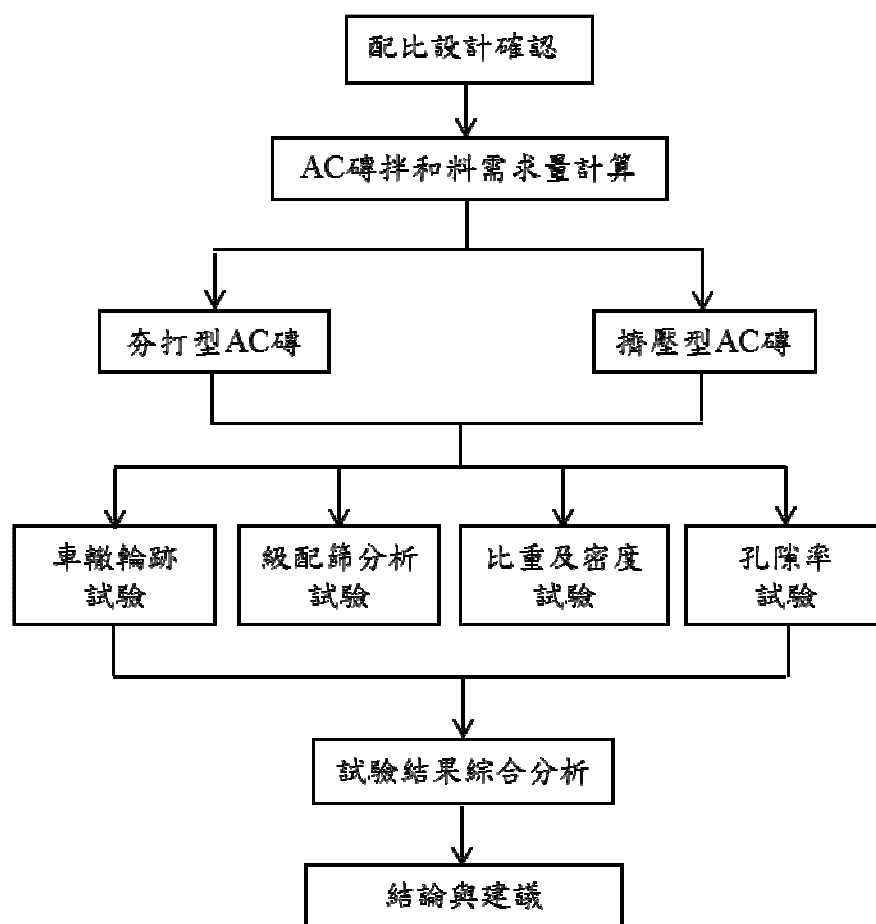 配比設計確認
AC磚拌和料需求量計算
夯打型AC磚
擠壓型AC磚
車轍輪跡
試驗
級配篩分析
試驗
比重及密度
試驗
孔隙率
試驗
試驗結果綜合分析
結論與建議